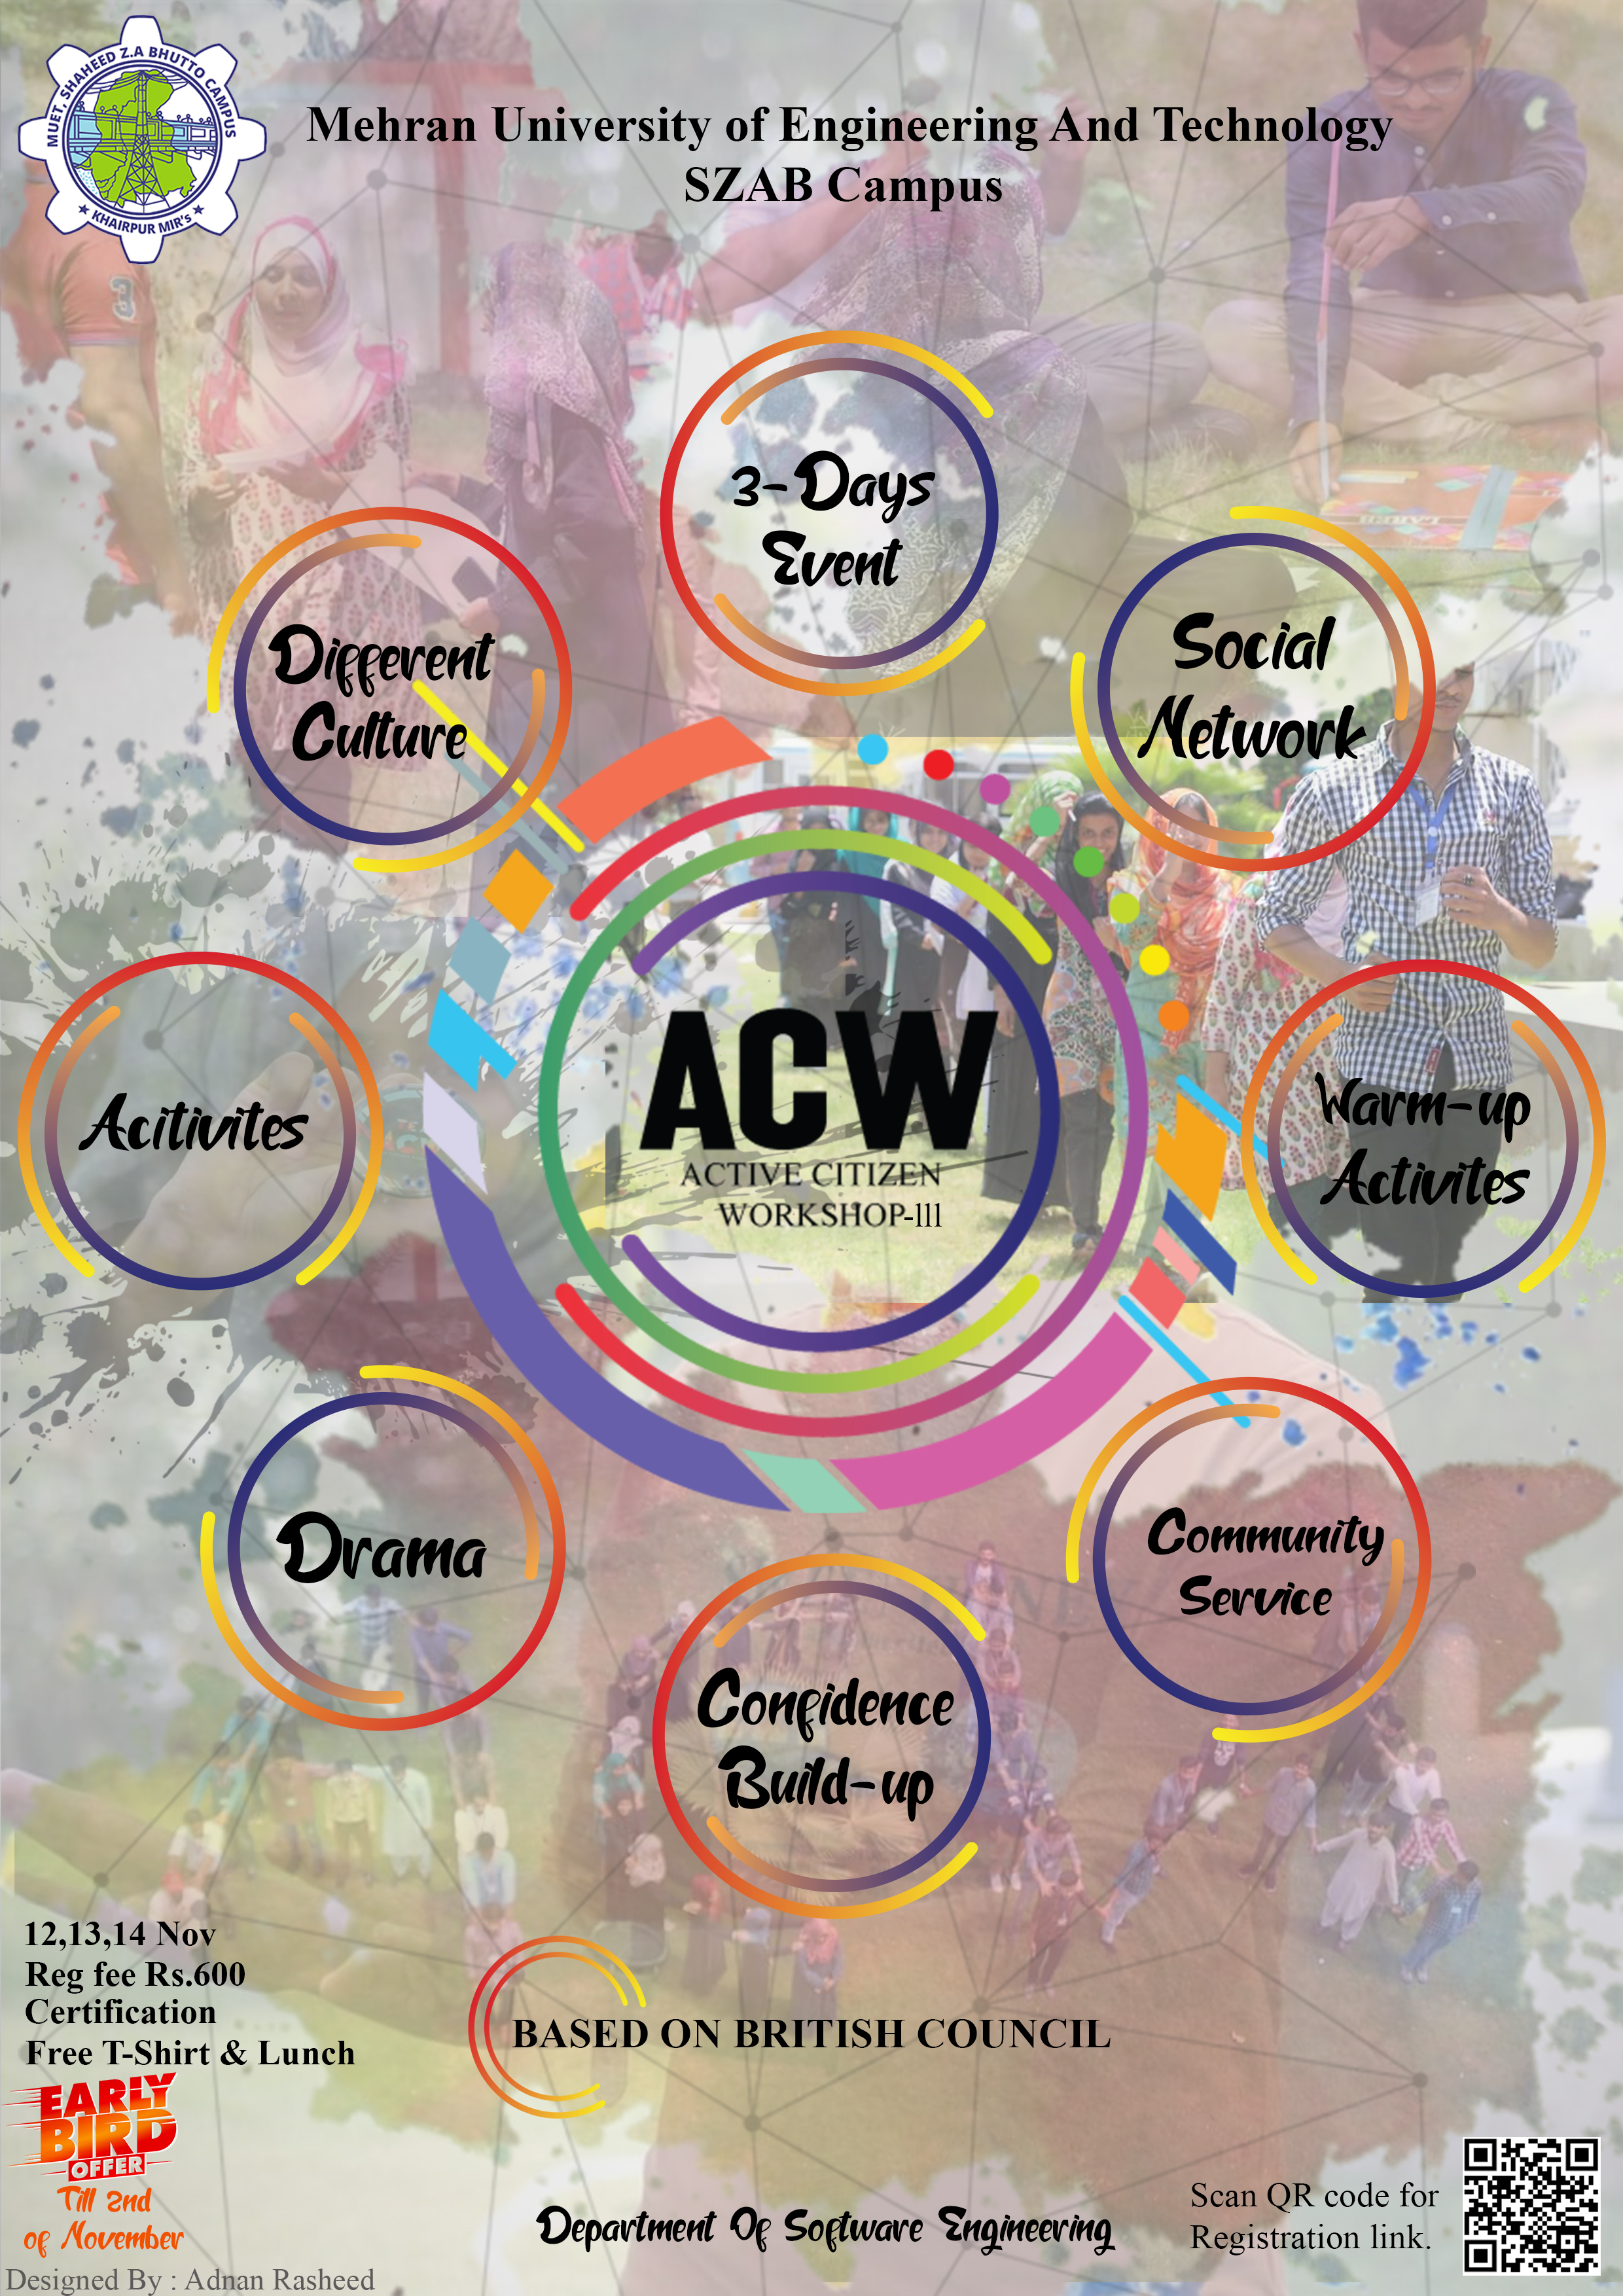 MUET, SHAHEED Z.A BHUTTO CAMPUS
KHAIRPUR MIR's
Mehran University of Engineering And Technology
SZAB Campus
3
3-Days
Event
Different
Culture
Social
Network
Acitivites
ACW
ACTIVE CITIZEN
WORKSHOP-111
Warm-up
Activites
Drama
Community
Service
Confidence
Build-up
12,13,14 Nov
Reg fee Rs.600
Certification
Free T-Shirt & Lunch
BASED ON BRITISH COUNCIL
EARLY
BIRD
OFFER
Till 2nd
of November
Department Of Software Engineering
Scan QR code for
Registration link.
Designed By : Adnan Rasheed